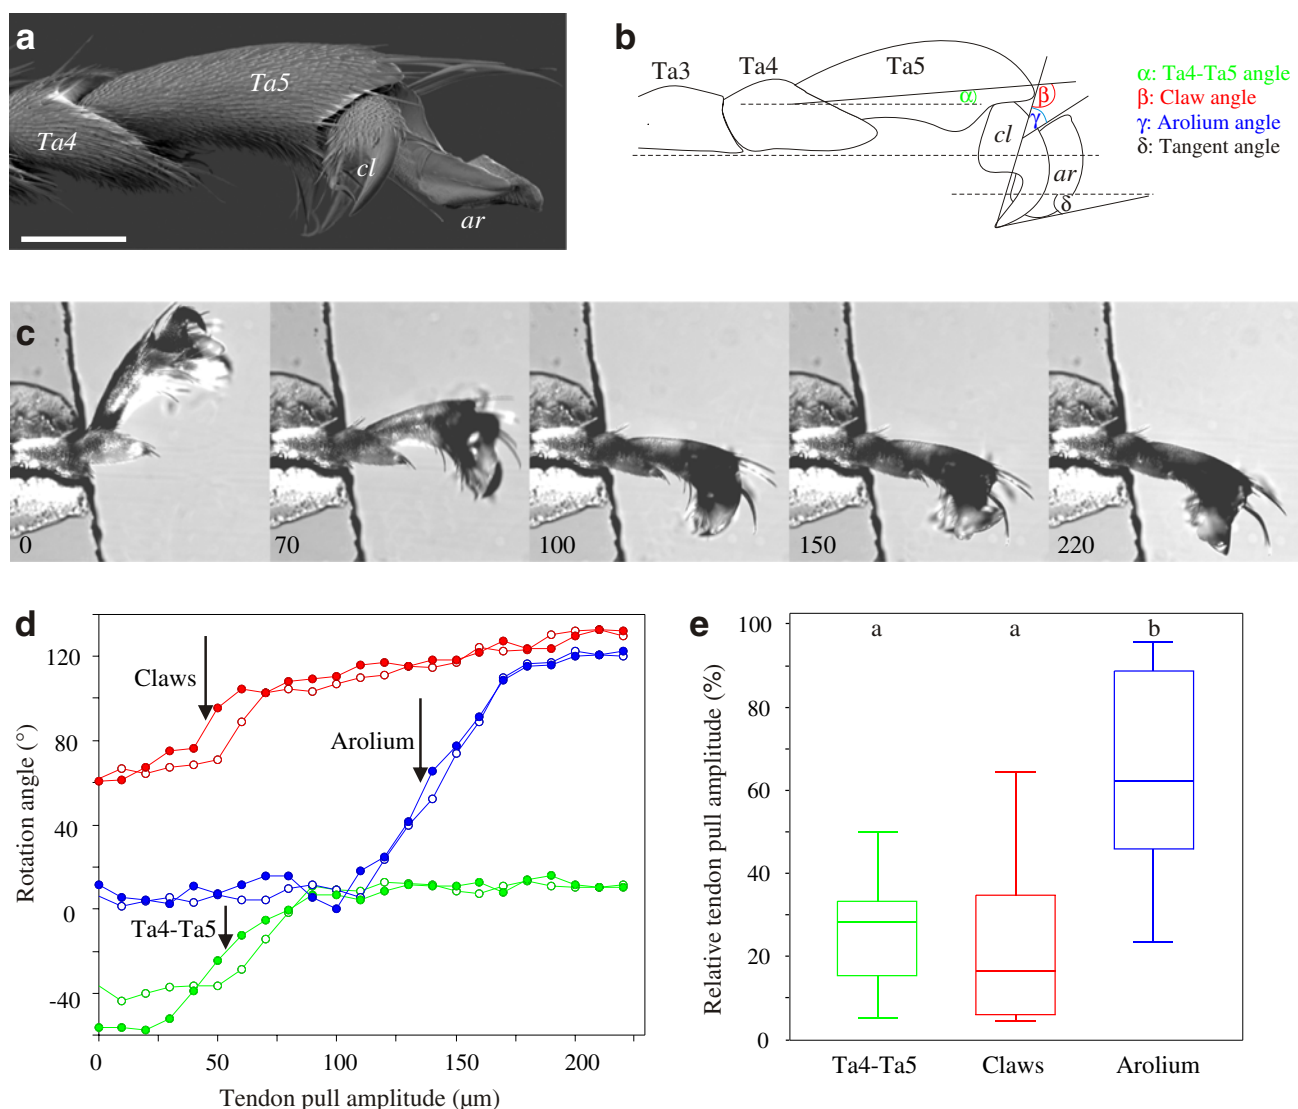 a
Ta5
Ta4
cl
ar
b
Ta3
Ta4
Ta5
α
β
γ
cl
ar
δ
α: Ta4-Ta5 angle
β: Claw angle
γ: Arolium angle
δ: Tangent angle
c
0
70
100
150
220
d
Rotation angle (°)
120
80
40
0
-40
Claws
Arolium
Ta4-Ta5
0
50
100
150
200
Tendon pull amplitude (µm)
e
Relative tendon pull amplitude (%)
100
80
60
40
20
0
a
a
b
Ta4-Ta5
Claws
Arolium